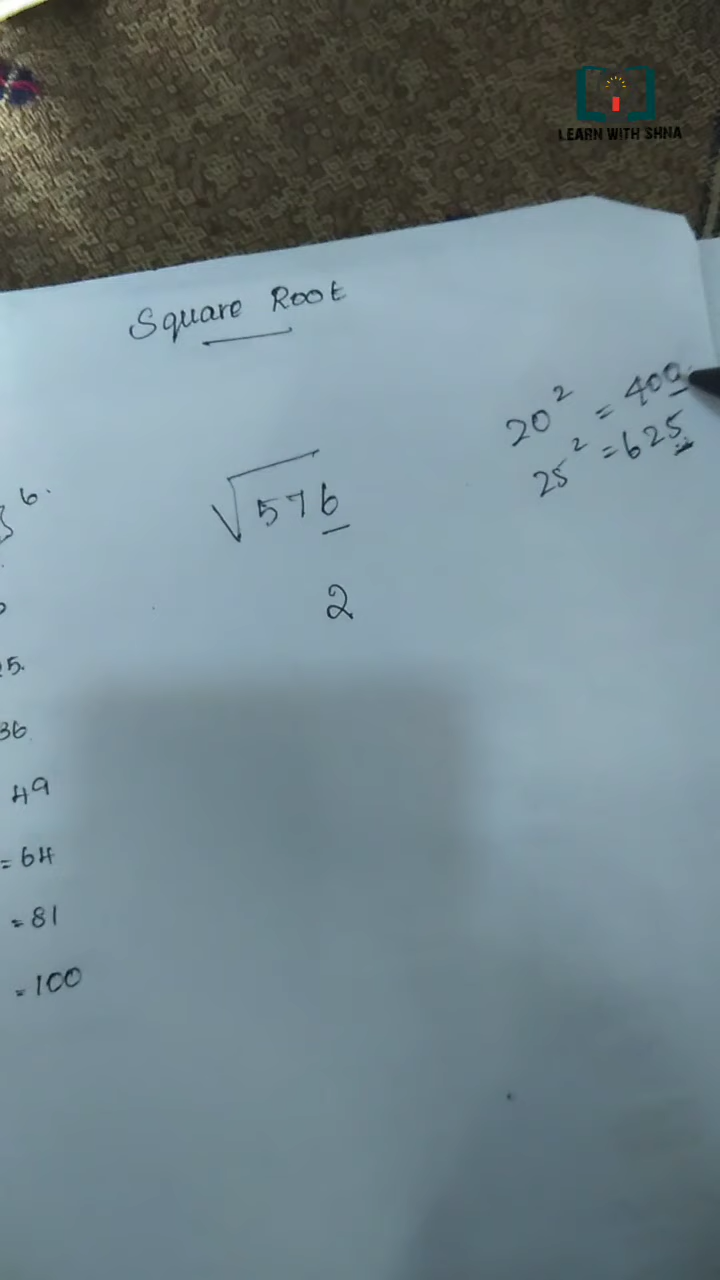 LEARN WITH SHNA
Square Root
20² = 400
25² = 625
√576
2
6.
25.
36
49
= 64
= 81
= 100